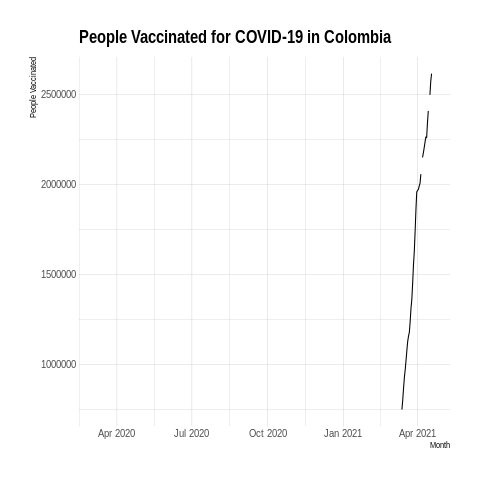 People Vaccinated for COVID-19 in Colombia
People Vaccinated
2500000
2000000
1500000
1000000
Apr 2020
Jul 2020
Oct 2020
Jan 2021
Apr 2021
Month